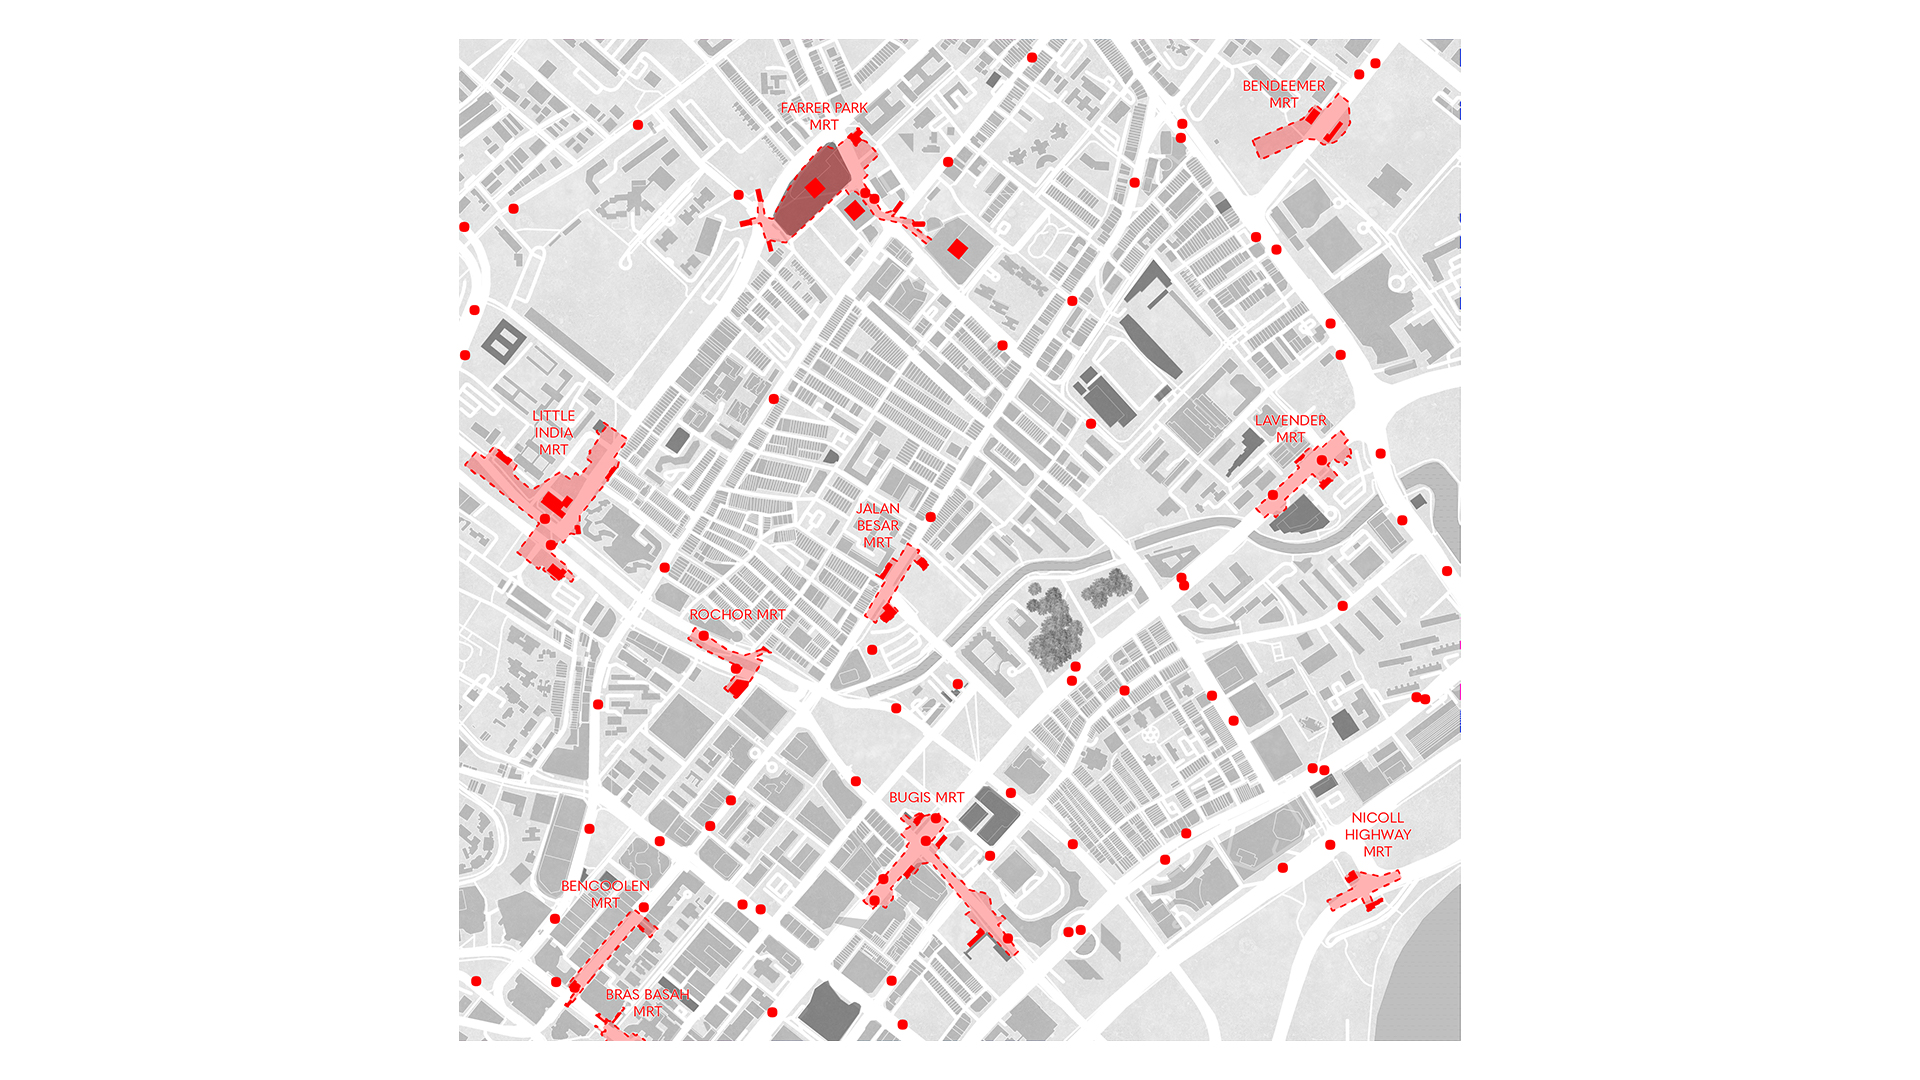 BENDEEMER
MRT
FARRER PARK
MRT
LITTLE
INDIA
MRT
LAVENDER
MRT
JALAN
BESAR
MRT
ROCHOR MRT
BUGIS MRT
NICOLL
HIGHWAY
MRT
BENCOOLEN
MRT
BRAS BASAH
MRT